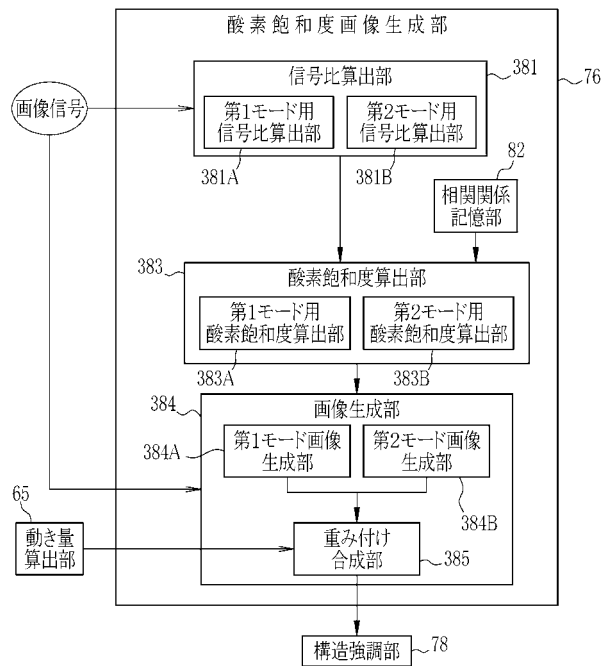 酸素飽和度画像生成部
76
画像信号
信号比算出部
381
第1モード用
信号比算出部
381A
第2モード用
信号比算出部
381B
82
相関関係
記憶部
383
酸素飽和度算出部
第1モード用
酸素飽和度算出部
383A
第2モード用
酸素飽和度算出部
383B
384
画像生成部
384A
第1モード画像
生成部
第2モード画像
生成部
384B
65
動き量
算出部
重み付け
合成部
385
構造強調部
78